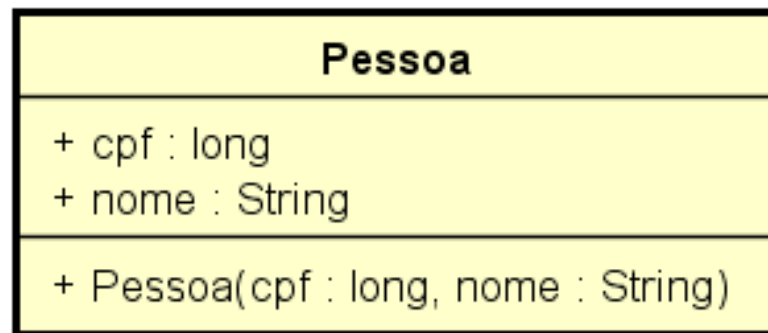 Pessoa
+ cpf : long
+ nome : String
+ Pessoa(cpf : long, nome : String)